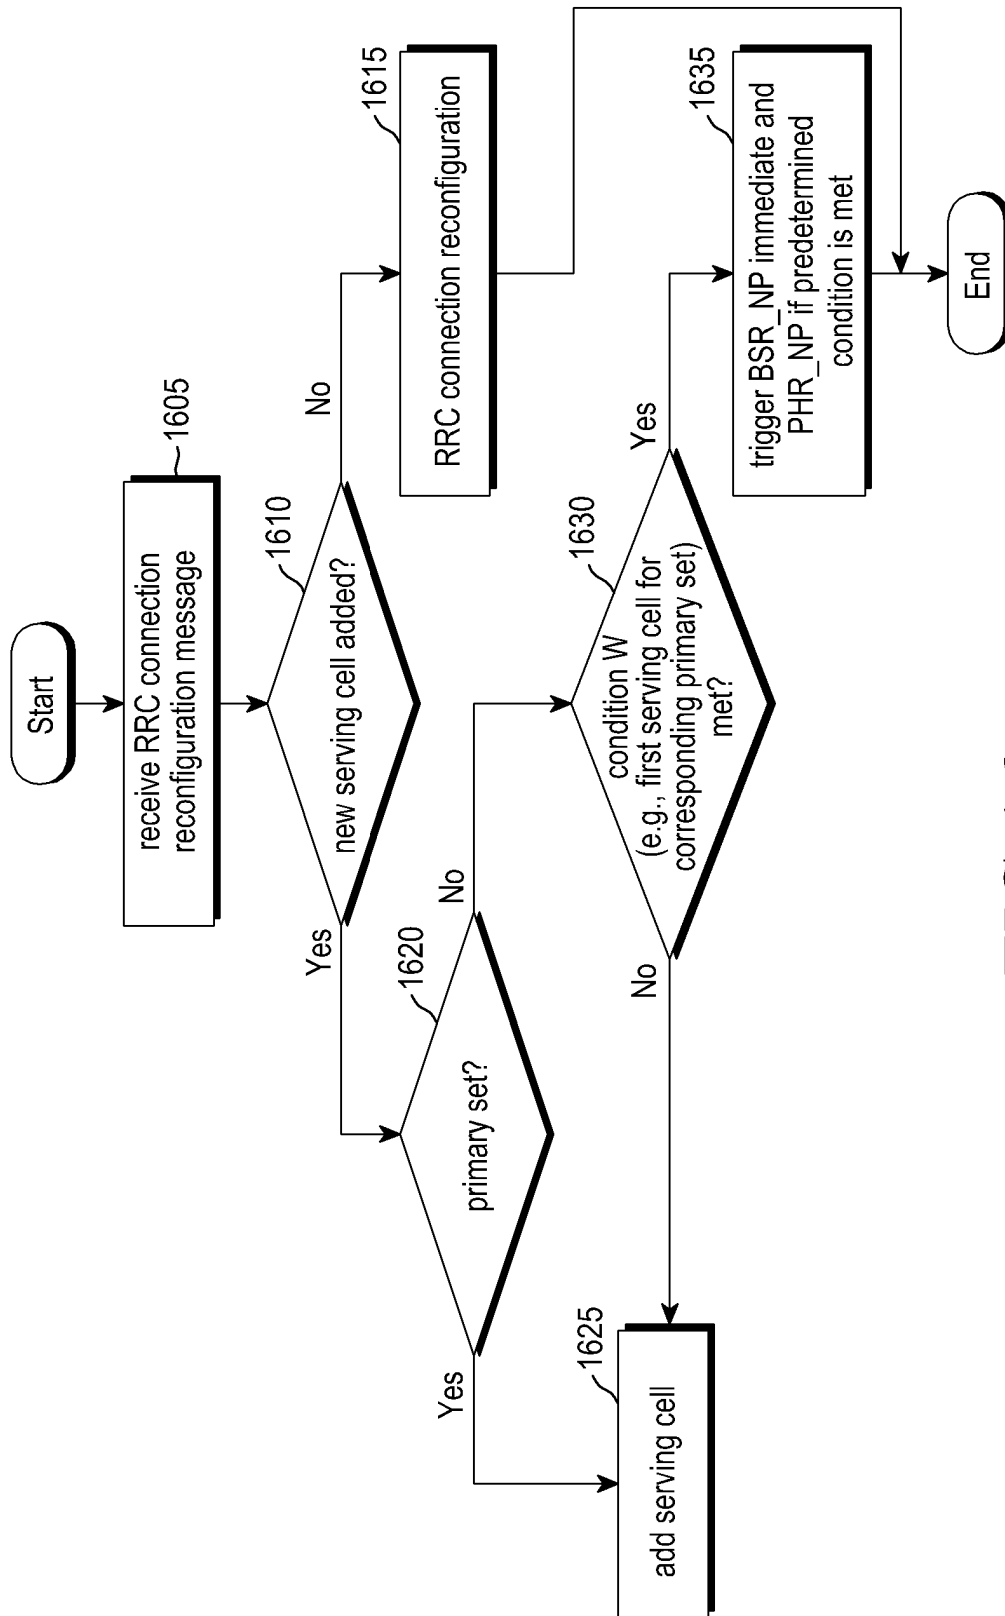 Start
receive RRC connection
reconfiguration message
1605
new serving cell added?
1610
No
Yes
RRC connection reconfiguration
1615
primary set?
1620
Yes
No
add serving cell
1625
condition W
(e.g., first serving cell for
corresponding primary set)
met?
1630
No
Yes
trigger BSR_NP immediate and
PHR_NP if predetermined
condition is met
1635
End